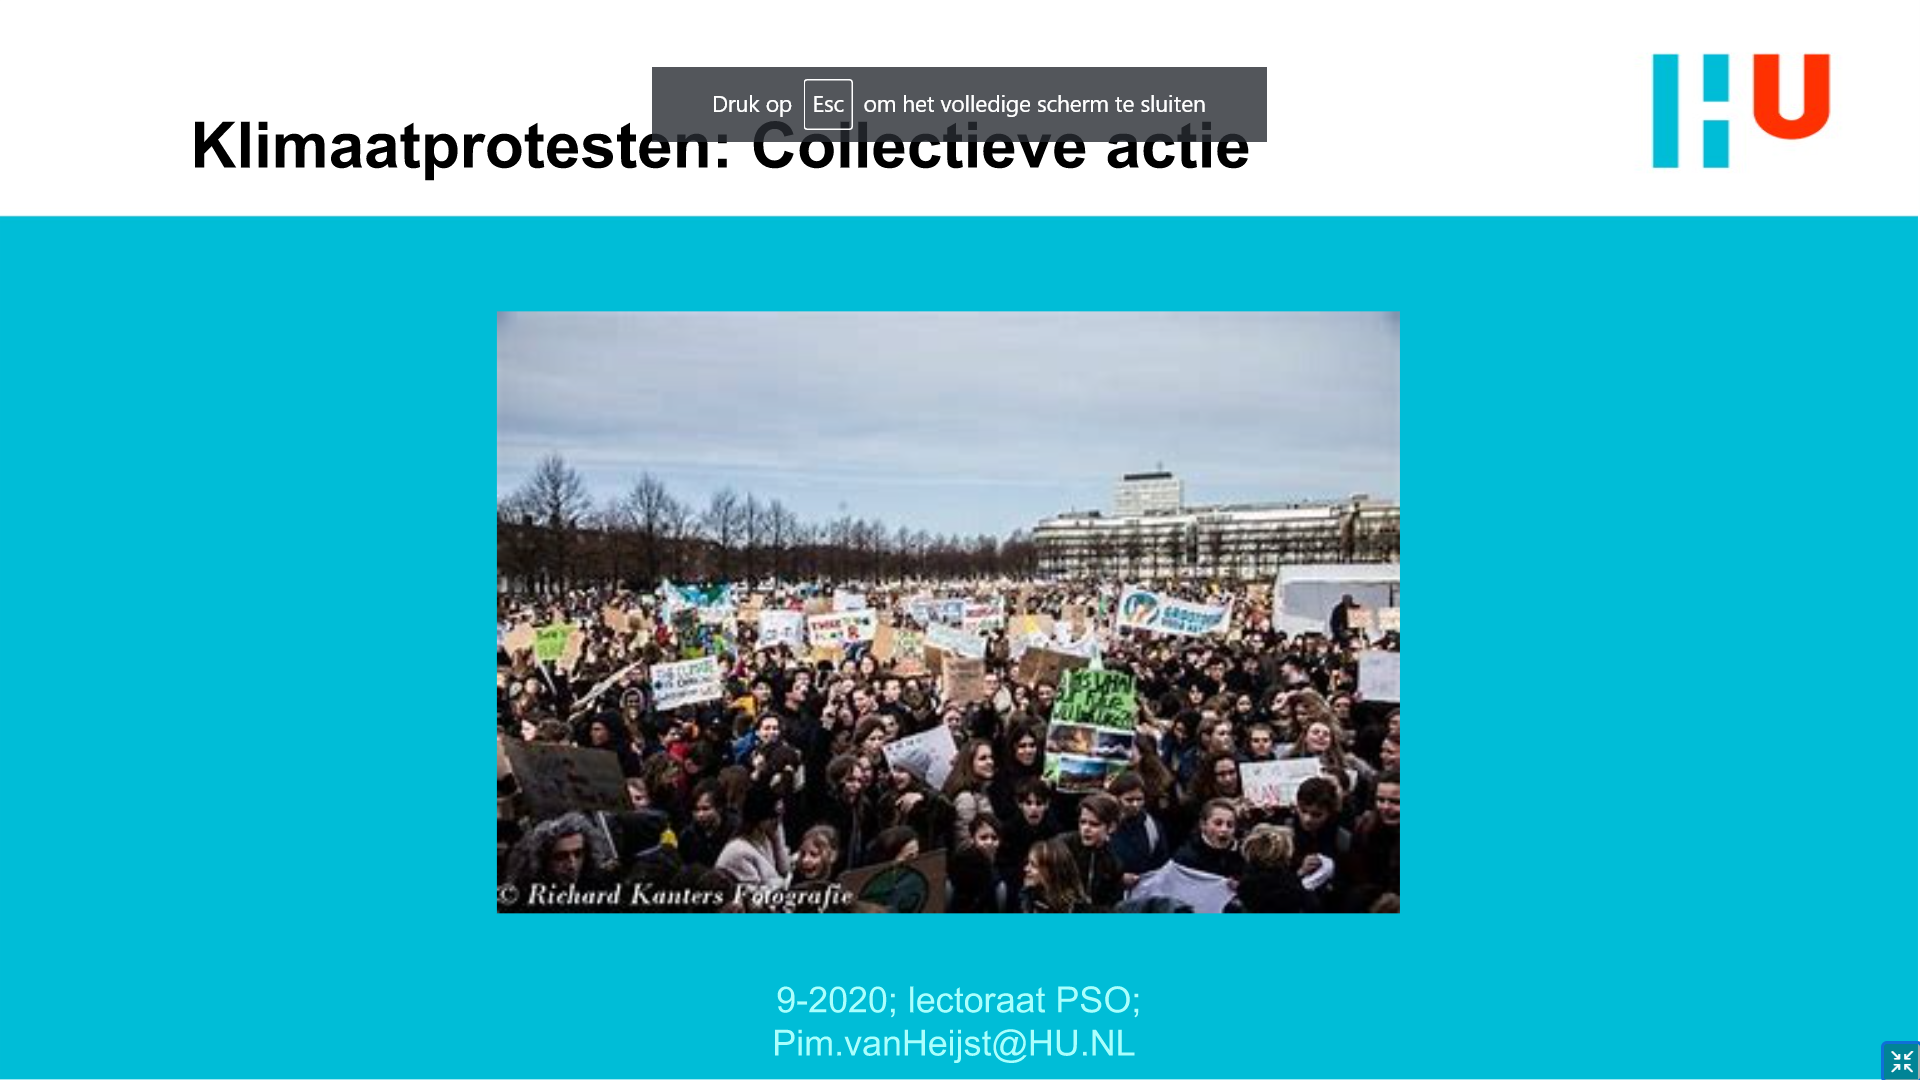 Druk op Esc om het volledige scherm te sluiten
HU
Klimaatprotesten: Collectieve actie
© Richard Kanters Fotografie
9-2020; lectoraat PSO;
Pim.vanHeijst@HU.NL